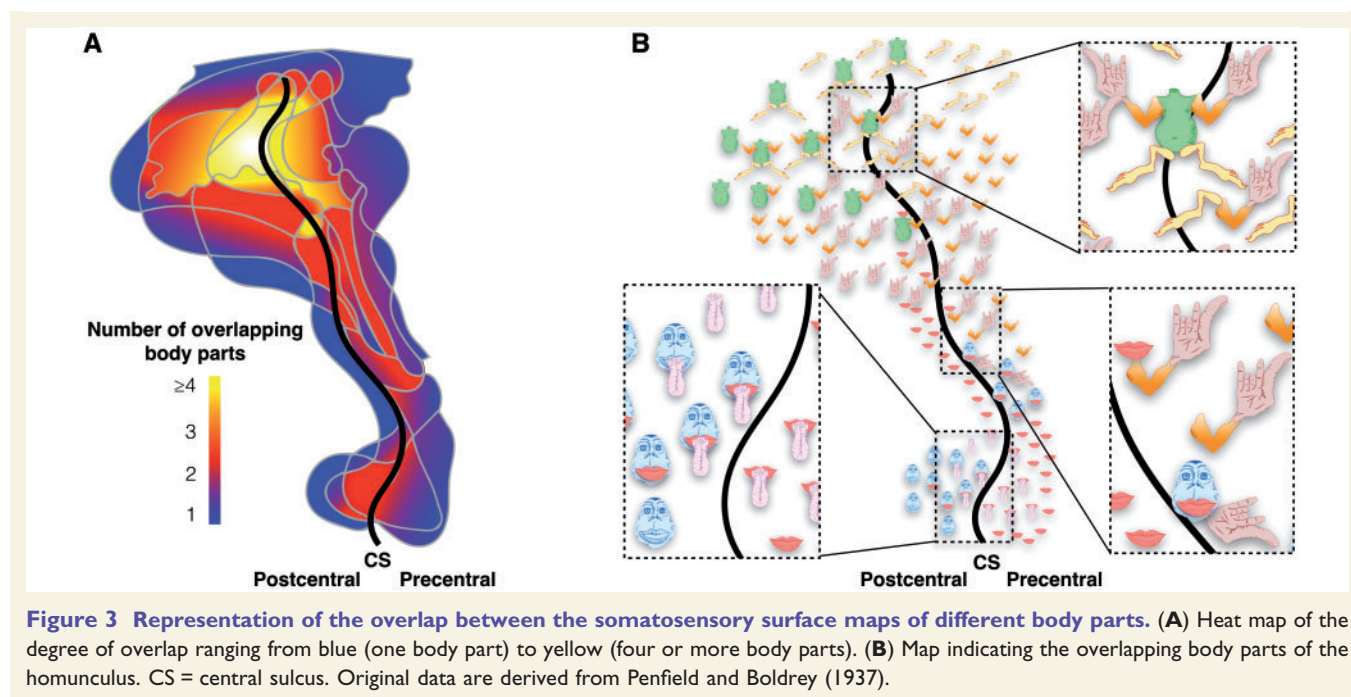 A
B
Number of overlapping
body parts
≥4
3
2
1
CS
Postcentral Precentral
CS
Postcentral Precentral
Figure 3 Representation of the overlap between the somatosensory surface maps of different body parts. (A) Heat map of the
degree of overlap ranging from blue (one body part) to yellow (four or more body parts). (B) Map indicating the overlapping body parts of the
homunculus. CS = central sulcus. Original data are derived from Penfield and Boldrey (1937).